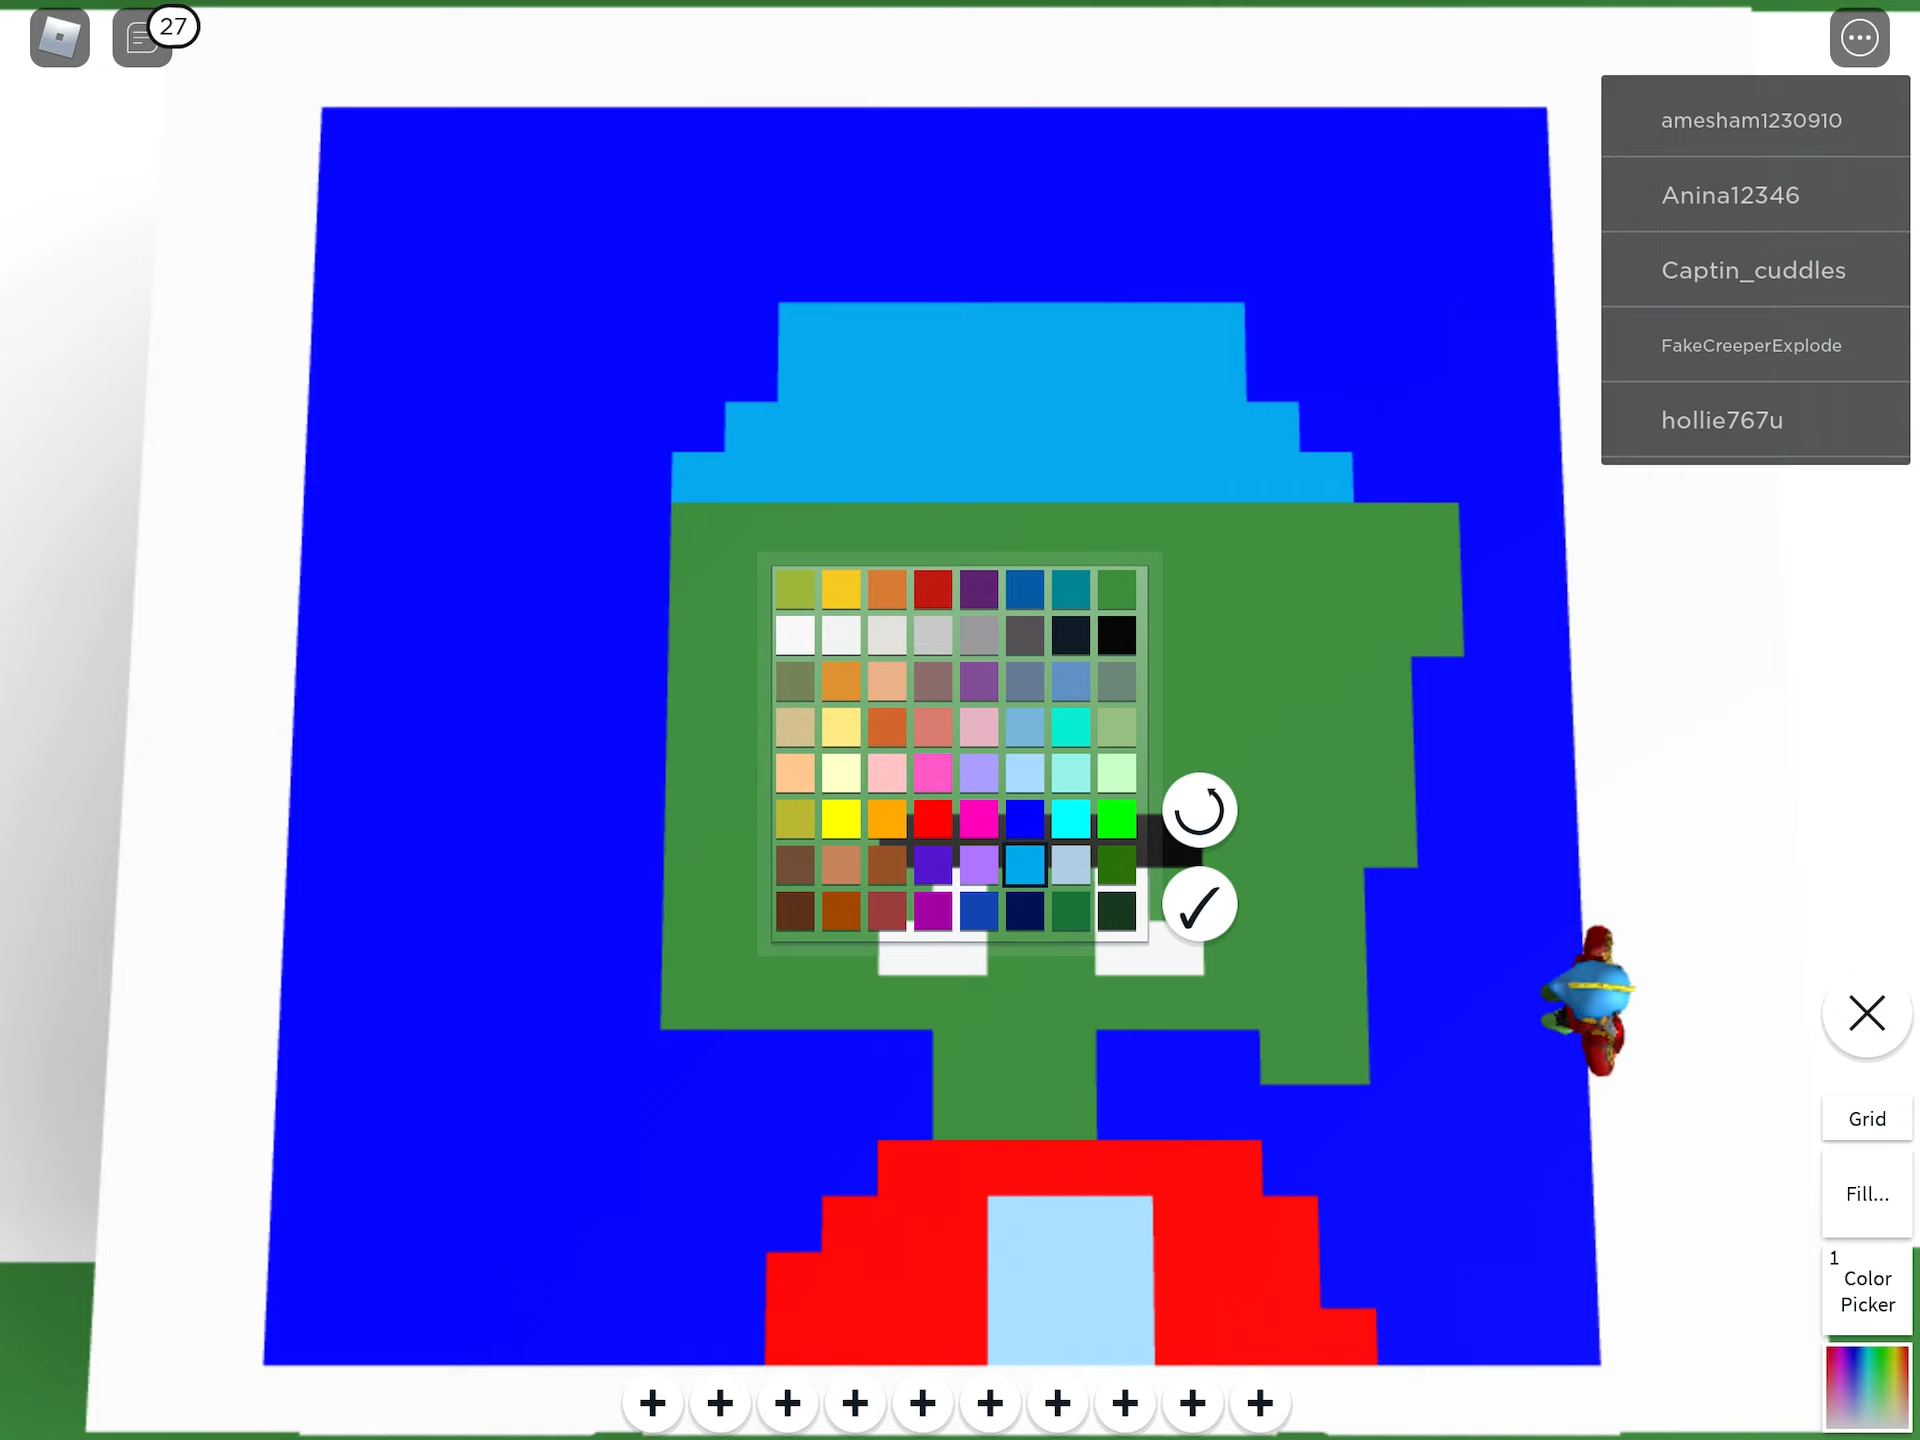 27
amesham1230910
Anina12346
Captin_cuddles
FakeCreeperExplode
hollie767u
Grid
Fill...
1
Color
Picker